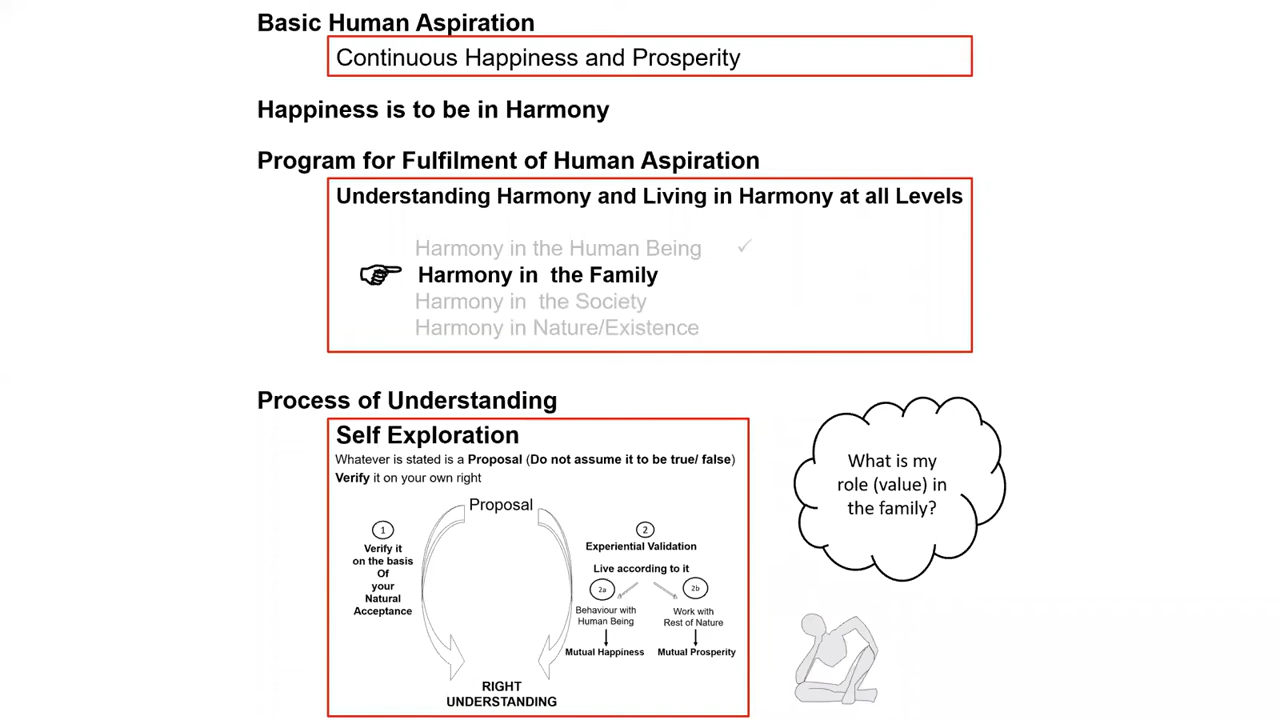 Basic Human Aspiration
Continuous Happiness and Prosperity
Happiness is to be in Harmony
Program for Fulfilment of Human Aspiration
Understanding Harmony and Living in Harmony at all Levels
Harmony in the Human Being ✓
Harmony in the Family
Harmony in the Society
Harmony in Nature/Existence
Process of Understanding
Self Exploration
Whatever is stated is a Proposal (Do not assume it to be true/ false)
Verify it on your own right
Proposal
1
Verify it
on the basis
Of
your
Natural
Acceptance
2
Experiential Validation
Live according to it
2a
Behaviour with
Human Being
Mutual Happiness
2b
Work with
Rest of Nature
Mutual Prosperity
RIGHT
UNDERSTANDING
What is my
role (value) in
the family?